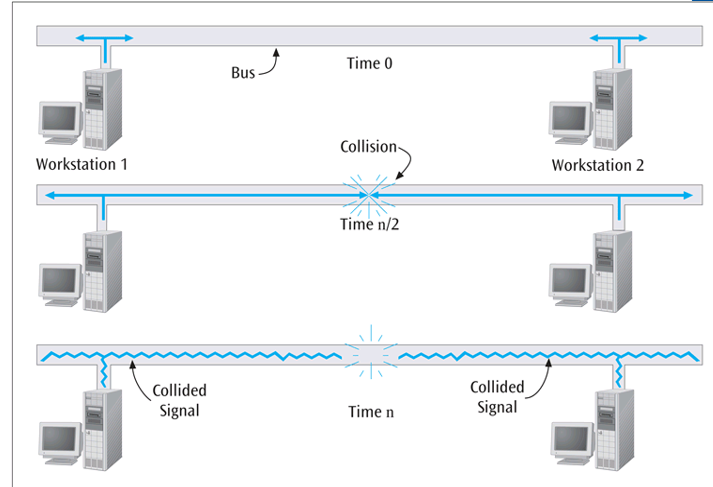 Bus
Time 0
Workstation 1
Collision
Workstation 2
Time n/2
Collided
Signal
Time n
Collided
Signal